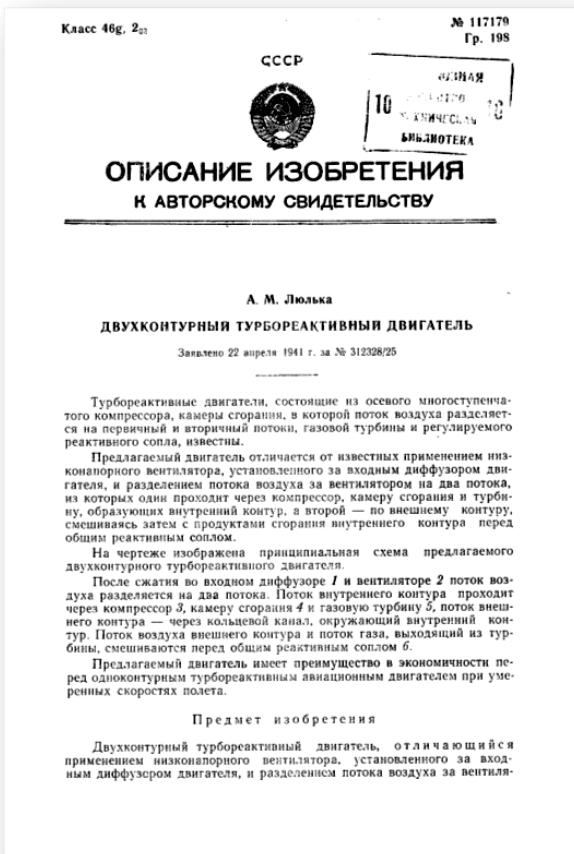 Класс 46g, 2₀₂
№ 117179
Гр. 198
СССР
10
БИБЛИОТЕКА
ОПИСАНИЕ ИЗОБРЕТЕНИЯ
К АВТОРСКОМУ СВИДЕТЕЛЬСТВУ
А. М. Люлька
ДВУХКОНТУРНЫЙ ТУРБОРЕАКТИВНЫЙ ДВИГАТЕЛЬ
Заявлено 22 апреля 1941 г. за № 312328/25
Турбореактивные двигатели, состоящие из осевого многоступенча-
того компрессора, камеры сгорания, в которой поток воздуха разделяет-
ся на первичный и вторичный потоки, газовой турбины и регулируемого
реактивного сопла, известны.
Предлагаемый двигатель отличается от известных применением низ-
конапорного вентилятора, установленного за входным диффузором дви-
гателя, и разделением потока воздуха за вентилятором на два потока,
из которых один проходит через компрессор, камеру сгорания и турби-
ну, образующих внутренний контур, а второй — по внешнему контуру,
смешиваясь затем с продуктами сгорания внутреннего контура перед
общим реактивным соплом.
На чертеже изображена принципиальная схема предлагаемого
двухконтурного турбореактивного двигателя.
После сжатия во входном диффузоре 1 и вентиляторе 2 поток воз-
духа разделяется на два потока. Поток внутреннего контура проходит
через компрессор 3, камеру сгорания 4 и газовую турбину 5, поток внеш-
него контура — через кольцевой канал, окружающий внутренний кон-
тур. Поток воздуха внешнего контура и поток газа, выходящий из тур-
бины, смешиваются перед общим реактивным соплом 6.
Предлагаемый двигатель имеет преимущество в экономичности пе-
ред одноконтурным турбореактивным авиационным двигателем при уме-
ренных скоростях полета.
Предмет изобретения
Двухконтурный турбореактивный двигатель, отличающийся
применением низконапорного вентилятора, установленного за вход-
ным диффузором двигателя, и разделением потока воздуха за вентиля-